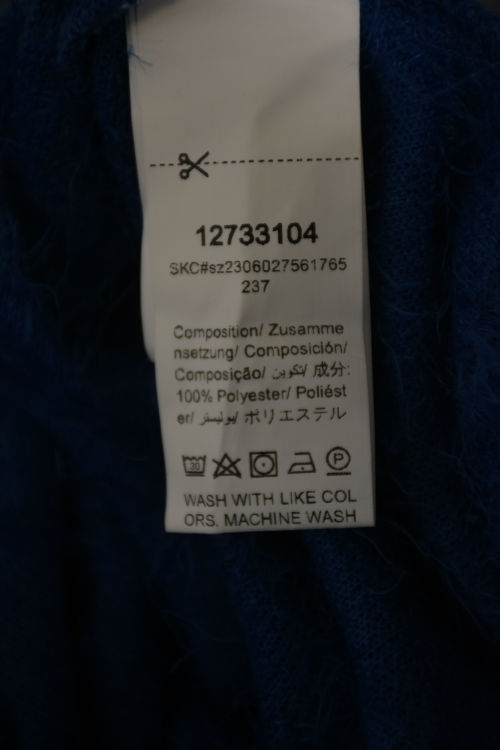 12733104
SKC#sz2306027561765
237
Composition/ Zusamme
nsetzung/ Composición/
Composição/ تكوين/ 成分:
100% Polyester/ Poliést
er/ بوليستر/ ポリエステル
30 P
WASH WITH LIKE COL
ORS. MACHINE WASH